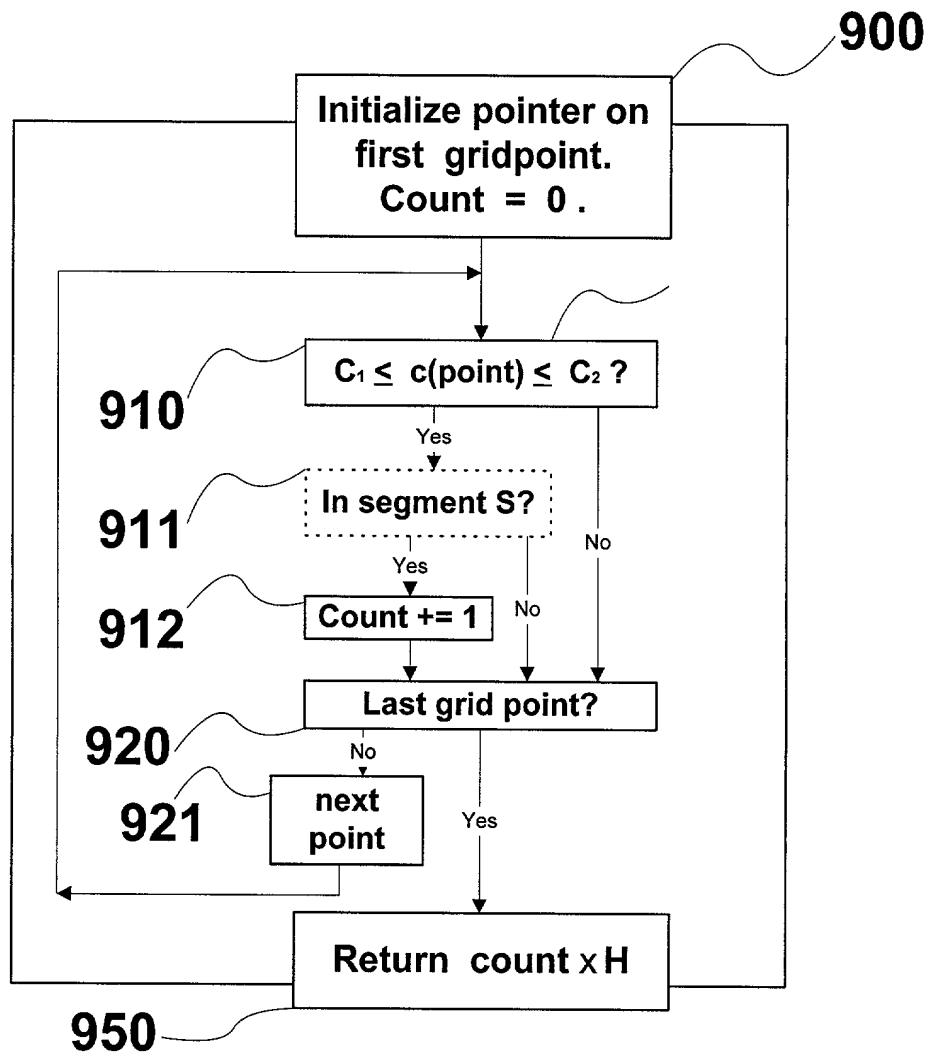 900
Initialize pointer on
first gridpoint.
Count = 0 .
C₁ ≤ c(point) ≤ C₂ ?
910
Yes
In segment S?
911
No
Yes
Count += 1
No
912
Last grid point?
920
No
next
point
921
Yes
Return count x H
950